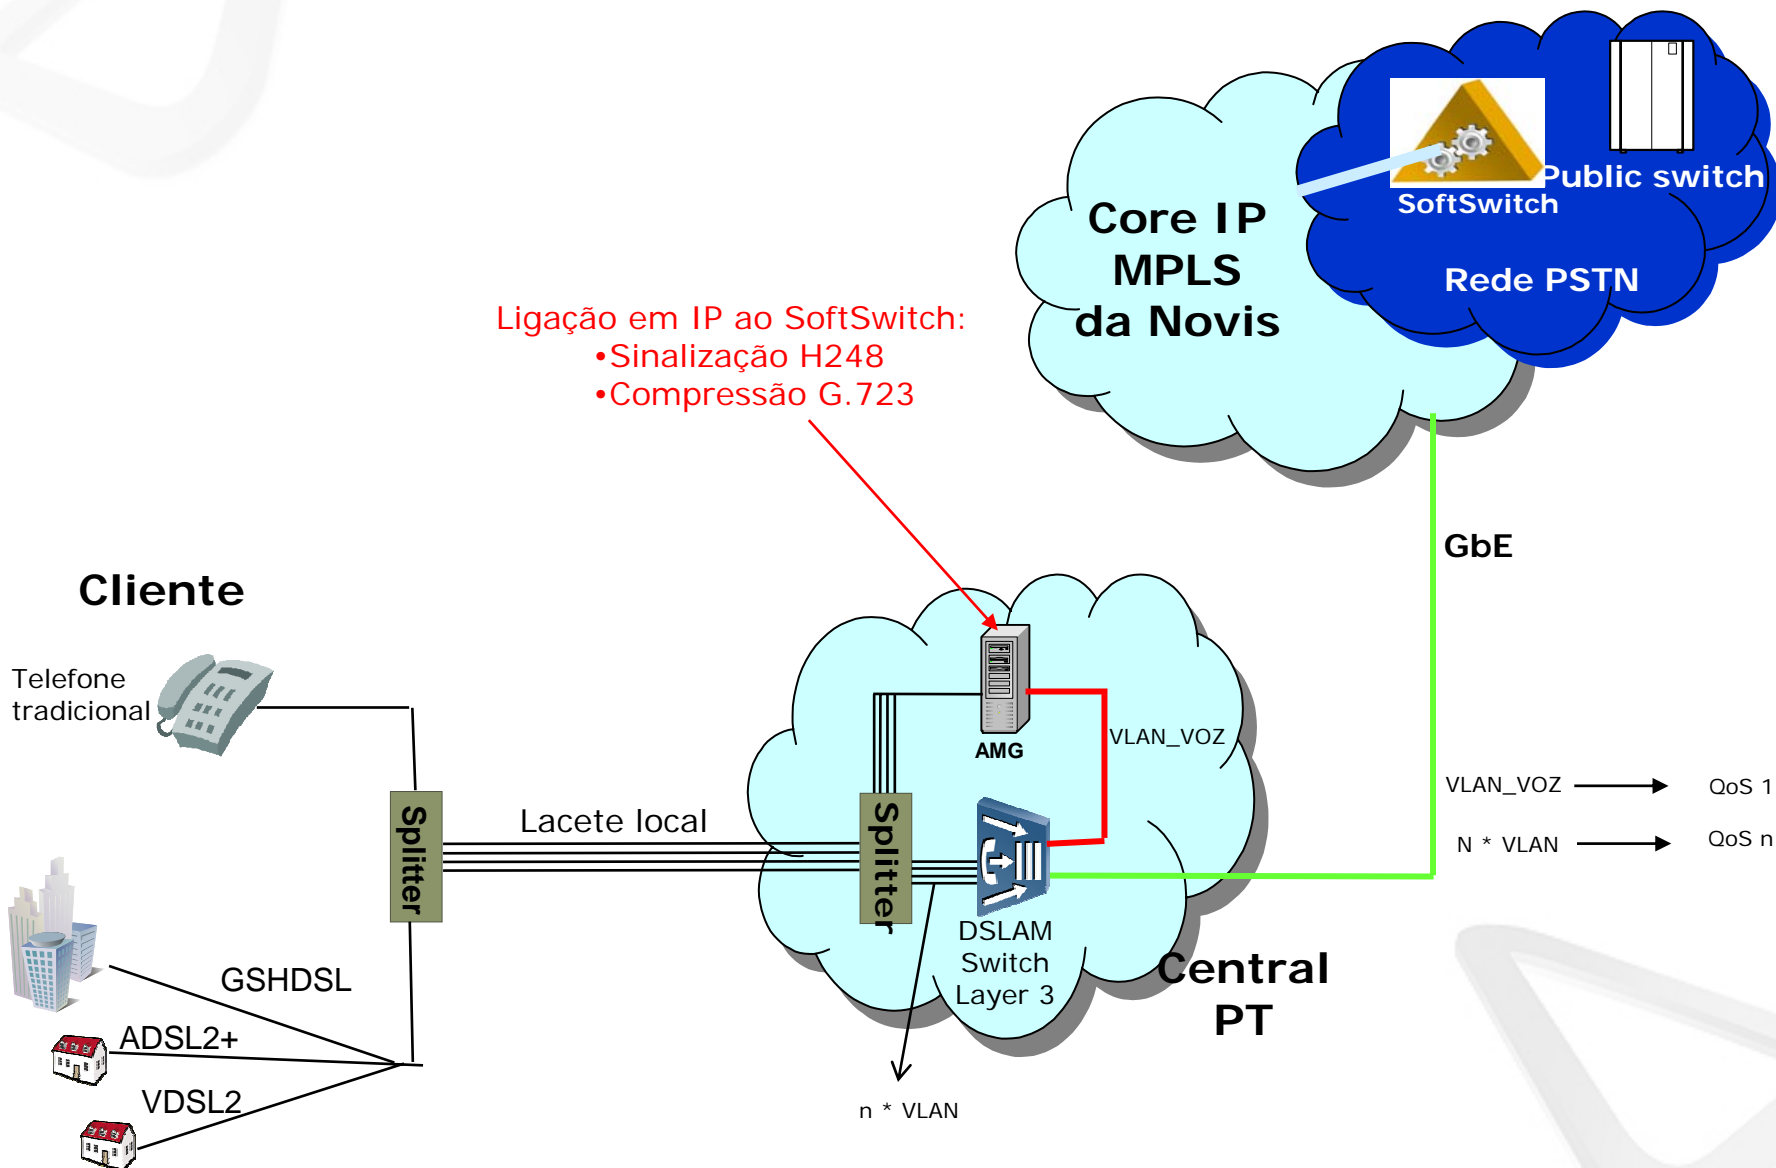 Public switch
SoftSwitch
Core IP
MPLS
da Novis
Rede PSTN
Ligação em IP ao SoftSwitch:
•Sinalização H248
•Compressão G.723
GbE
Cliente
Telefone
tradicional
AMG
VLAN_VOZ
VLAN_VOZ
QoS 1
N * VLAN
QoS n
Splitter
Lacete local
Splitter
DSLAM
Switch
Layer 3
Central
PT
GSHDSL
ADSL2+
VDSL2
n * VLAN